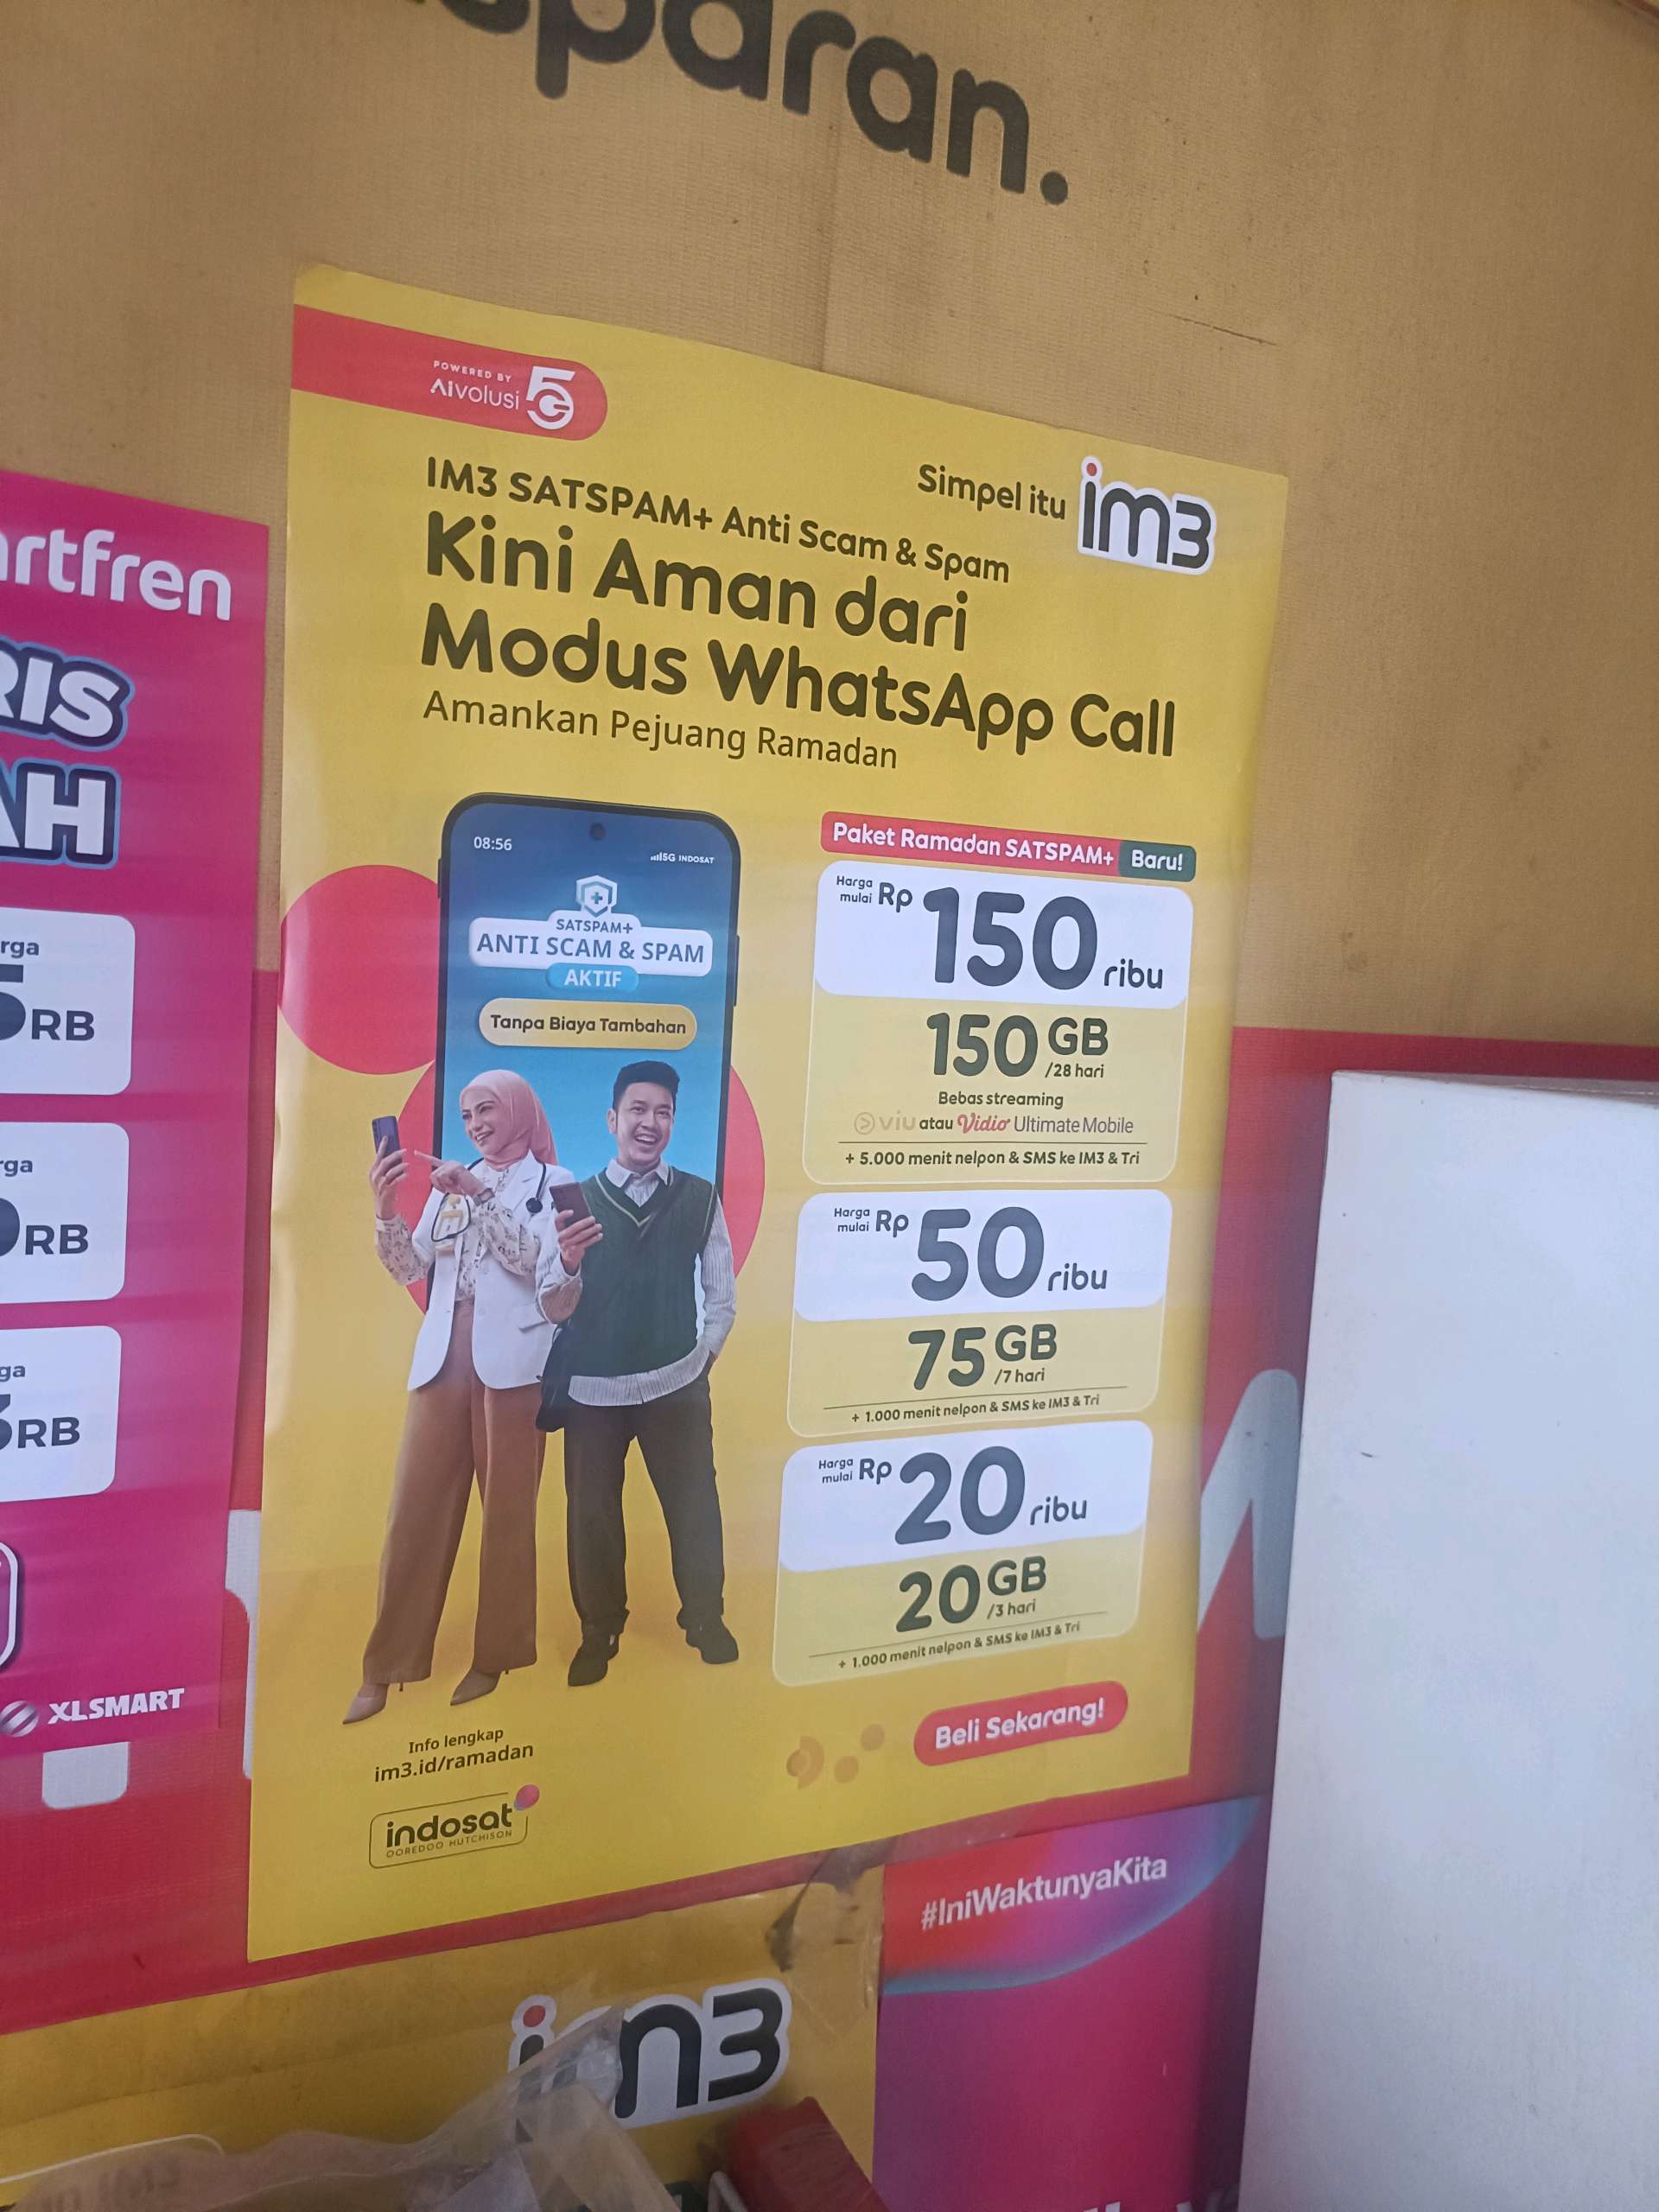 sparan.
POWERED BY
AIvolusi 5G
Simpel itu im3
IM3 SATSPAM+ Anti Scam & Spam
Kini Aman dari
Modus WhatsApp Call
Amankan Pejuang Ramadan
08:56
5G INDOSAT
SATSPAM+
ANTI SCAM & SPAM
AKTIF
Tanpa Biaya Tambahan
Paket Ramadan SATSPAM+ Baru!
Harga mulai Rp 150 ribu
150 GB /28 hari
Bebas streaming
viu atau Vidio Ultimate Mobile
+ 5.000 menit nelpon & SMS ke IM3 & Tri
Harga mulai Rp 50 ribu
75 GB /7 hari
+ 1.000 menit nelpon & SMS ke IM3 & Tri
Harga mulai Rp 20 ribu
20 GB /3 hari
+ 1.000 menit nelpon & SMS ke IM3 & Tri
Beli Sekarang!
Info lengkap
im3.id/ramadan
indosat
OOREDOO HUTCHISON
artfren
RIS
AH
rga
5RB
rga
RB
ga
RB
XLSMART
#IniWaktunyaKita
im3